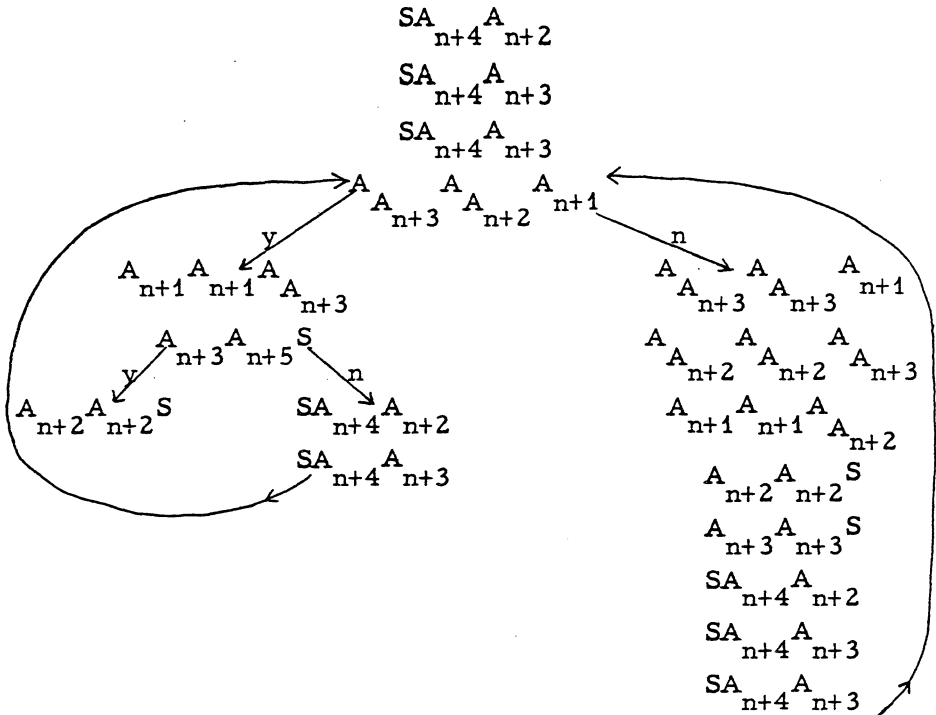 SA_{n+4}A_{n+2}
SA_{n+4}A_{n+3}
SA_{n+4}A_{n+3}
A_{A_{n+3}} A_{A_{n+2}} A_{n+1}
y
n
A_{n+1}A_{n+1}A_{A_{n+3}}
A_{n+3}A_{n+5}S
y
n
A_{n+2}A_{n+2}S
SA_{n+4}A_{n+2}
SA_{n+4}A_{n+3}
A_{A_{n+3}} A_{A_{n+3}} A_{n+1}
A_{A_{n+2}} A_{A_{n+2}} A_{A_{n+3}}
A_{n+1}A_{n+1}A_{A_{n+2}}
A_{n+2}A_{n+2}S
A_{n+3}A_{n+3}S
SA_{n+4}A_{n+2}
SA_{n+4}A_{n+3}
SA_{n+4}A_{n+3}